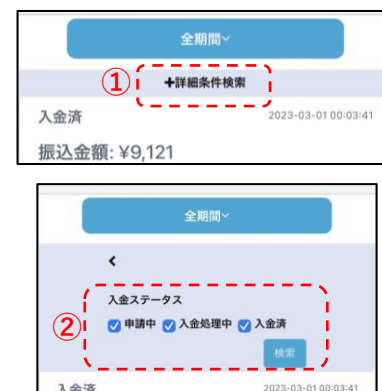 全期間
① +詳細条件検索
入金済 2023-03-01 00:03:41
振込金額: ¥9,121
全期間
入金ステータス
② 申請中 入金処理中 入金済
検索
入金済 2023-03-01 00:03:41